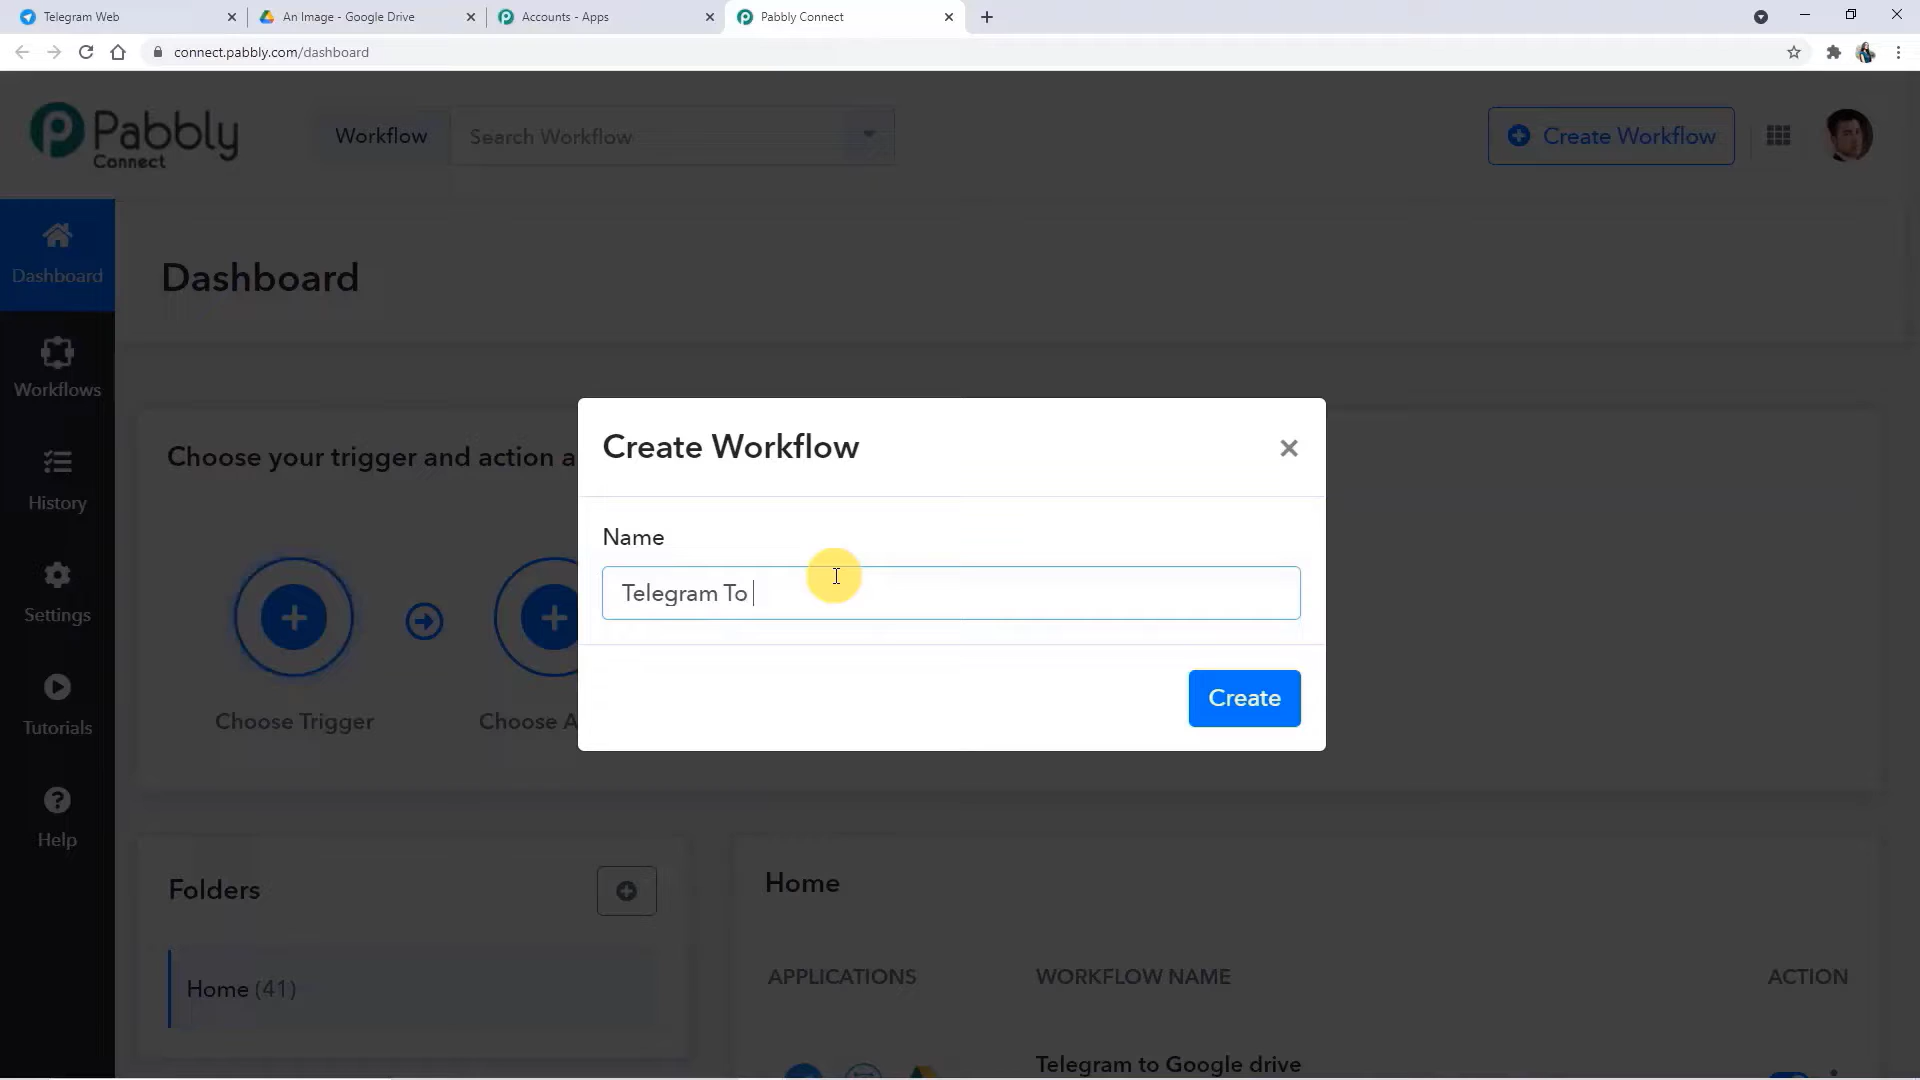 Telegram Web
An Image - Google Drive
Accounts - Apps
Pabbly Connect
connect.pabbly.com/dashboard
Pabbly
Connect
Workflow
Search Workflow
Create Workflow
Dashboard
Dashboard
Workflows
History
Settings
Tutorials
Help
Choose your trigger and action a
Choose Trigger
Choose A
Create Workflow
Name
Telegram To
Create
Folders
Home (41)
Home
APPLICATIONS
WORKFLOW NAME
ACTION
Telegram to Google drive